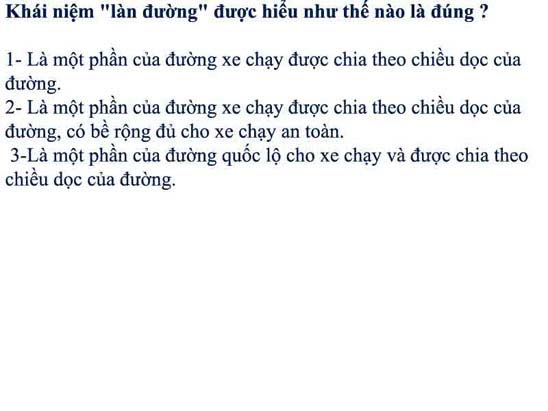 Khái niệm "làn đường" được hiểu như thế nào là đúng ?
1- Là một phần của đường xe chạy được chia theo chiều dọc của
đường.
2- Là một phần của đường xe chạy được chia theo chiều dọc của
đường, có bề rộng đủ cho xe chạy an toàn.
3-Là một phần của đường quốc lộ cho xe chạy và được chia theo
chiều dọc của đường.